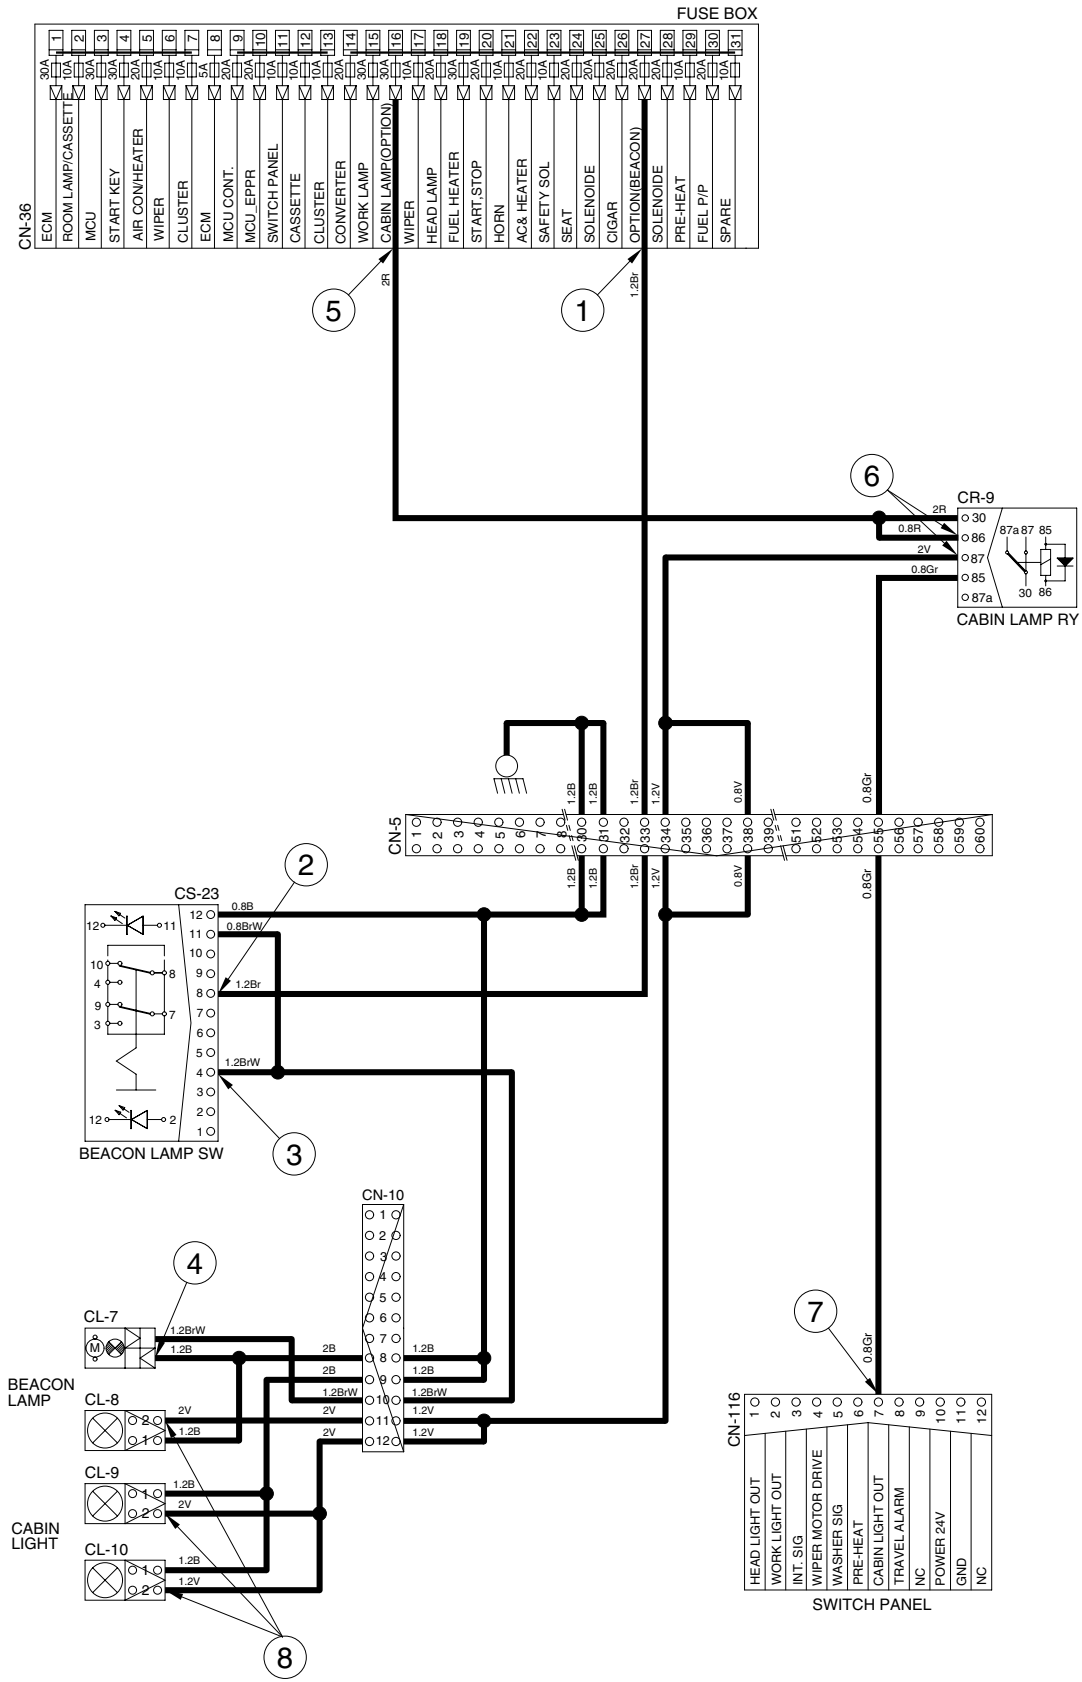 FUSE BOX
1 2 3 4 5 6 7 8 9 10 11 12 13 14 15 16 17 18 19 20 21 22 23 24 25 26 27 28 29 30 31
30A 10A 30A 30A 20A 10A 10A 5A 20A 20A 10A 10A 10A 20A 20A 20A 10A 20A 20A 10A 10A 20A 10A 20A 20A 20A 20A 20A 10A 20A 10A
CN-36
ECM
ROOM LAMP/CASSETTE
MCU
START KEY
AIR CON/HEATER
WIPER
CLUSTER
ECM
MCU CONT.
MCU_EPPR
SWITCH PANEL
CASSETTE
CLUSTER
CONVERTER
WORK LAMP
CABIN LAMP(OPTION)
WIPER
HEAD LAMP
FUEL HEATER
START,STOP
HORN
AC& HEATER
SAFETY SOL
SEAT
SOLENOIDE
CIGAR
OPTION(BEACON)
SOLENOIDE
PRE-HEAT
FUEL P/P
SPARE
2R
1.2Br
5
1
6
CR-9
2R
30
0.8R
86
2V
87
0.8Gr
85
87a
87a 87 85
30 86
CABIN LAMP RY
1.2B 1.2B 1.2Br 1.2V 0.8V 0.8Gr
CN-5
1 2 3 4 5 6 7 8 30 31 32 33 34 35 36 37 38 39 51 52 53 54 55 56 57 58 59 60
1.2B 1.2B 1.2Br 1.2V 0.8V 0.8Gr
2
CS-23
12
0.8B
11
0.8BrW
10
9
8
1.2Br
7
6
5
4
1.2BrW
3
2
1
12 11
10 8
4
9 7
3
12 2
BEACON LAMP SW
3
CN-10
1
2
3
4
5
6
7
8
9
10
11
12
4
CL-7
M
1.2BrW
1.2B
2B
1.2B
2B
1.2B
1.2BrW
1.2BrW
2V
1.2V
2V
1.2V
BEACON
LAMP
CL-8
2
2V
1
1.2B
CL-9
1
1.2B
2
2V
CABIN
LIGHT
CL-10
1
1.2B
2
1.2V
8
7
0.8Gr
CN-116
1 2 3 4 5 6 7 8 9 10 11 12
HEAD LIGHT OUT
WORK LIGHT OUT
INT. SIG
WIPER MOTOR DRIVE
WASHER SIG
PRE-HEAT
CABIN LIGHT OUT
TRAVEL ALARM
NC
POWER 24V
GND
NC
SWITCH PANEL